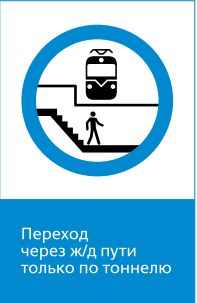 Переход
через ж/д пути
только по тоннелю